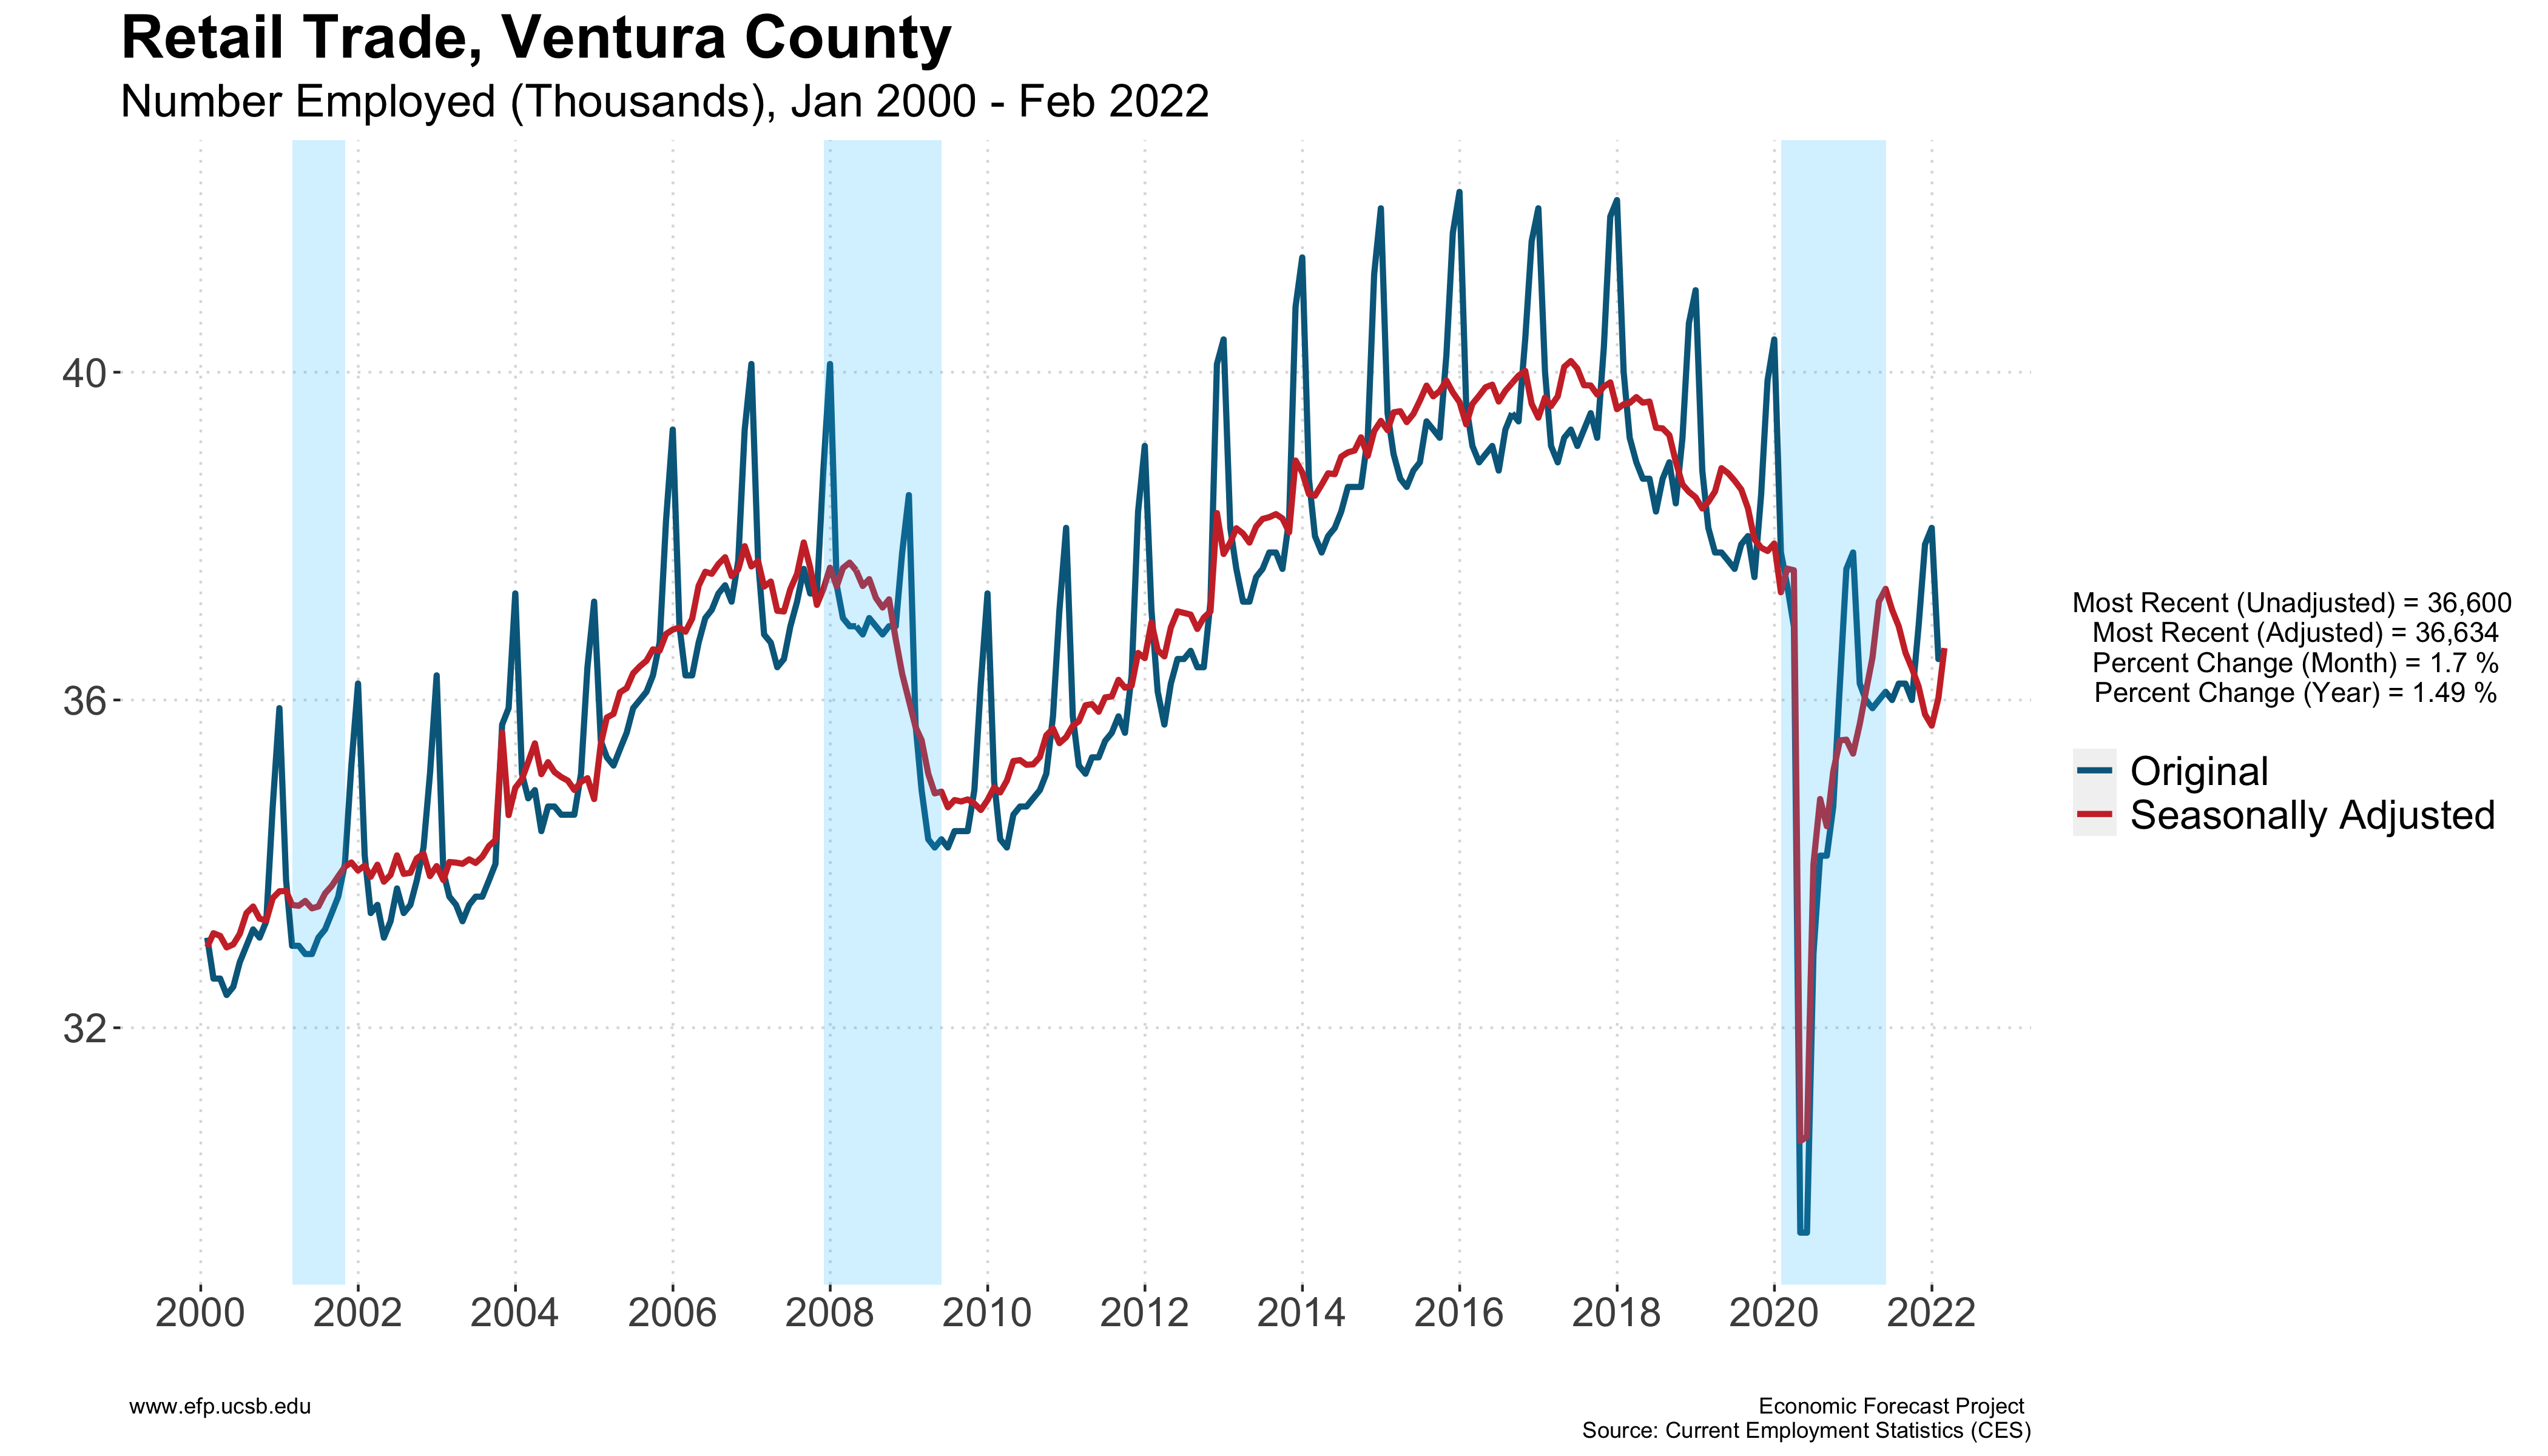 Retail Trade, Ventura County
Number Employed (Thousands), Jan 2000 - Feb 2022
40
36
32
2000 2002 2004 2006 2008 2010 2012 2014 2016 2018 2020 2022
Most Recent (Unadjusted) = 36,600
Most Recent (Adjusted) = 36,634
Percent Change (Month) = 1.7 %
Percent Change (Year) = 1.49 %
Original
Seasonally Adjusted
www.efp.ucsb.edu
Economic Forecast Project
Source: Current Employment Statistics (CES)